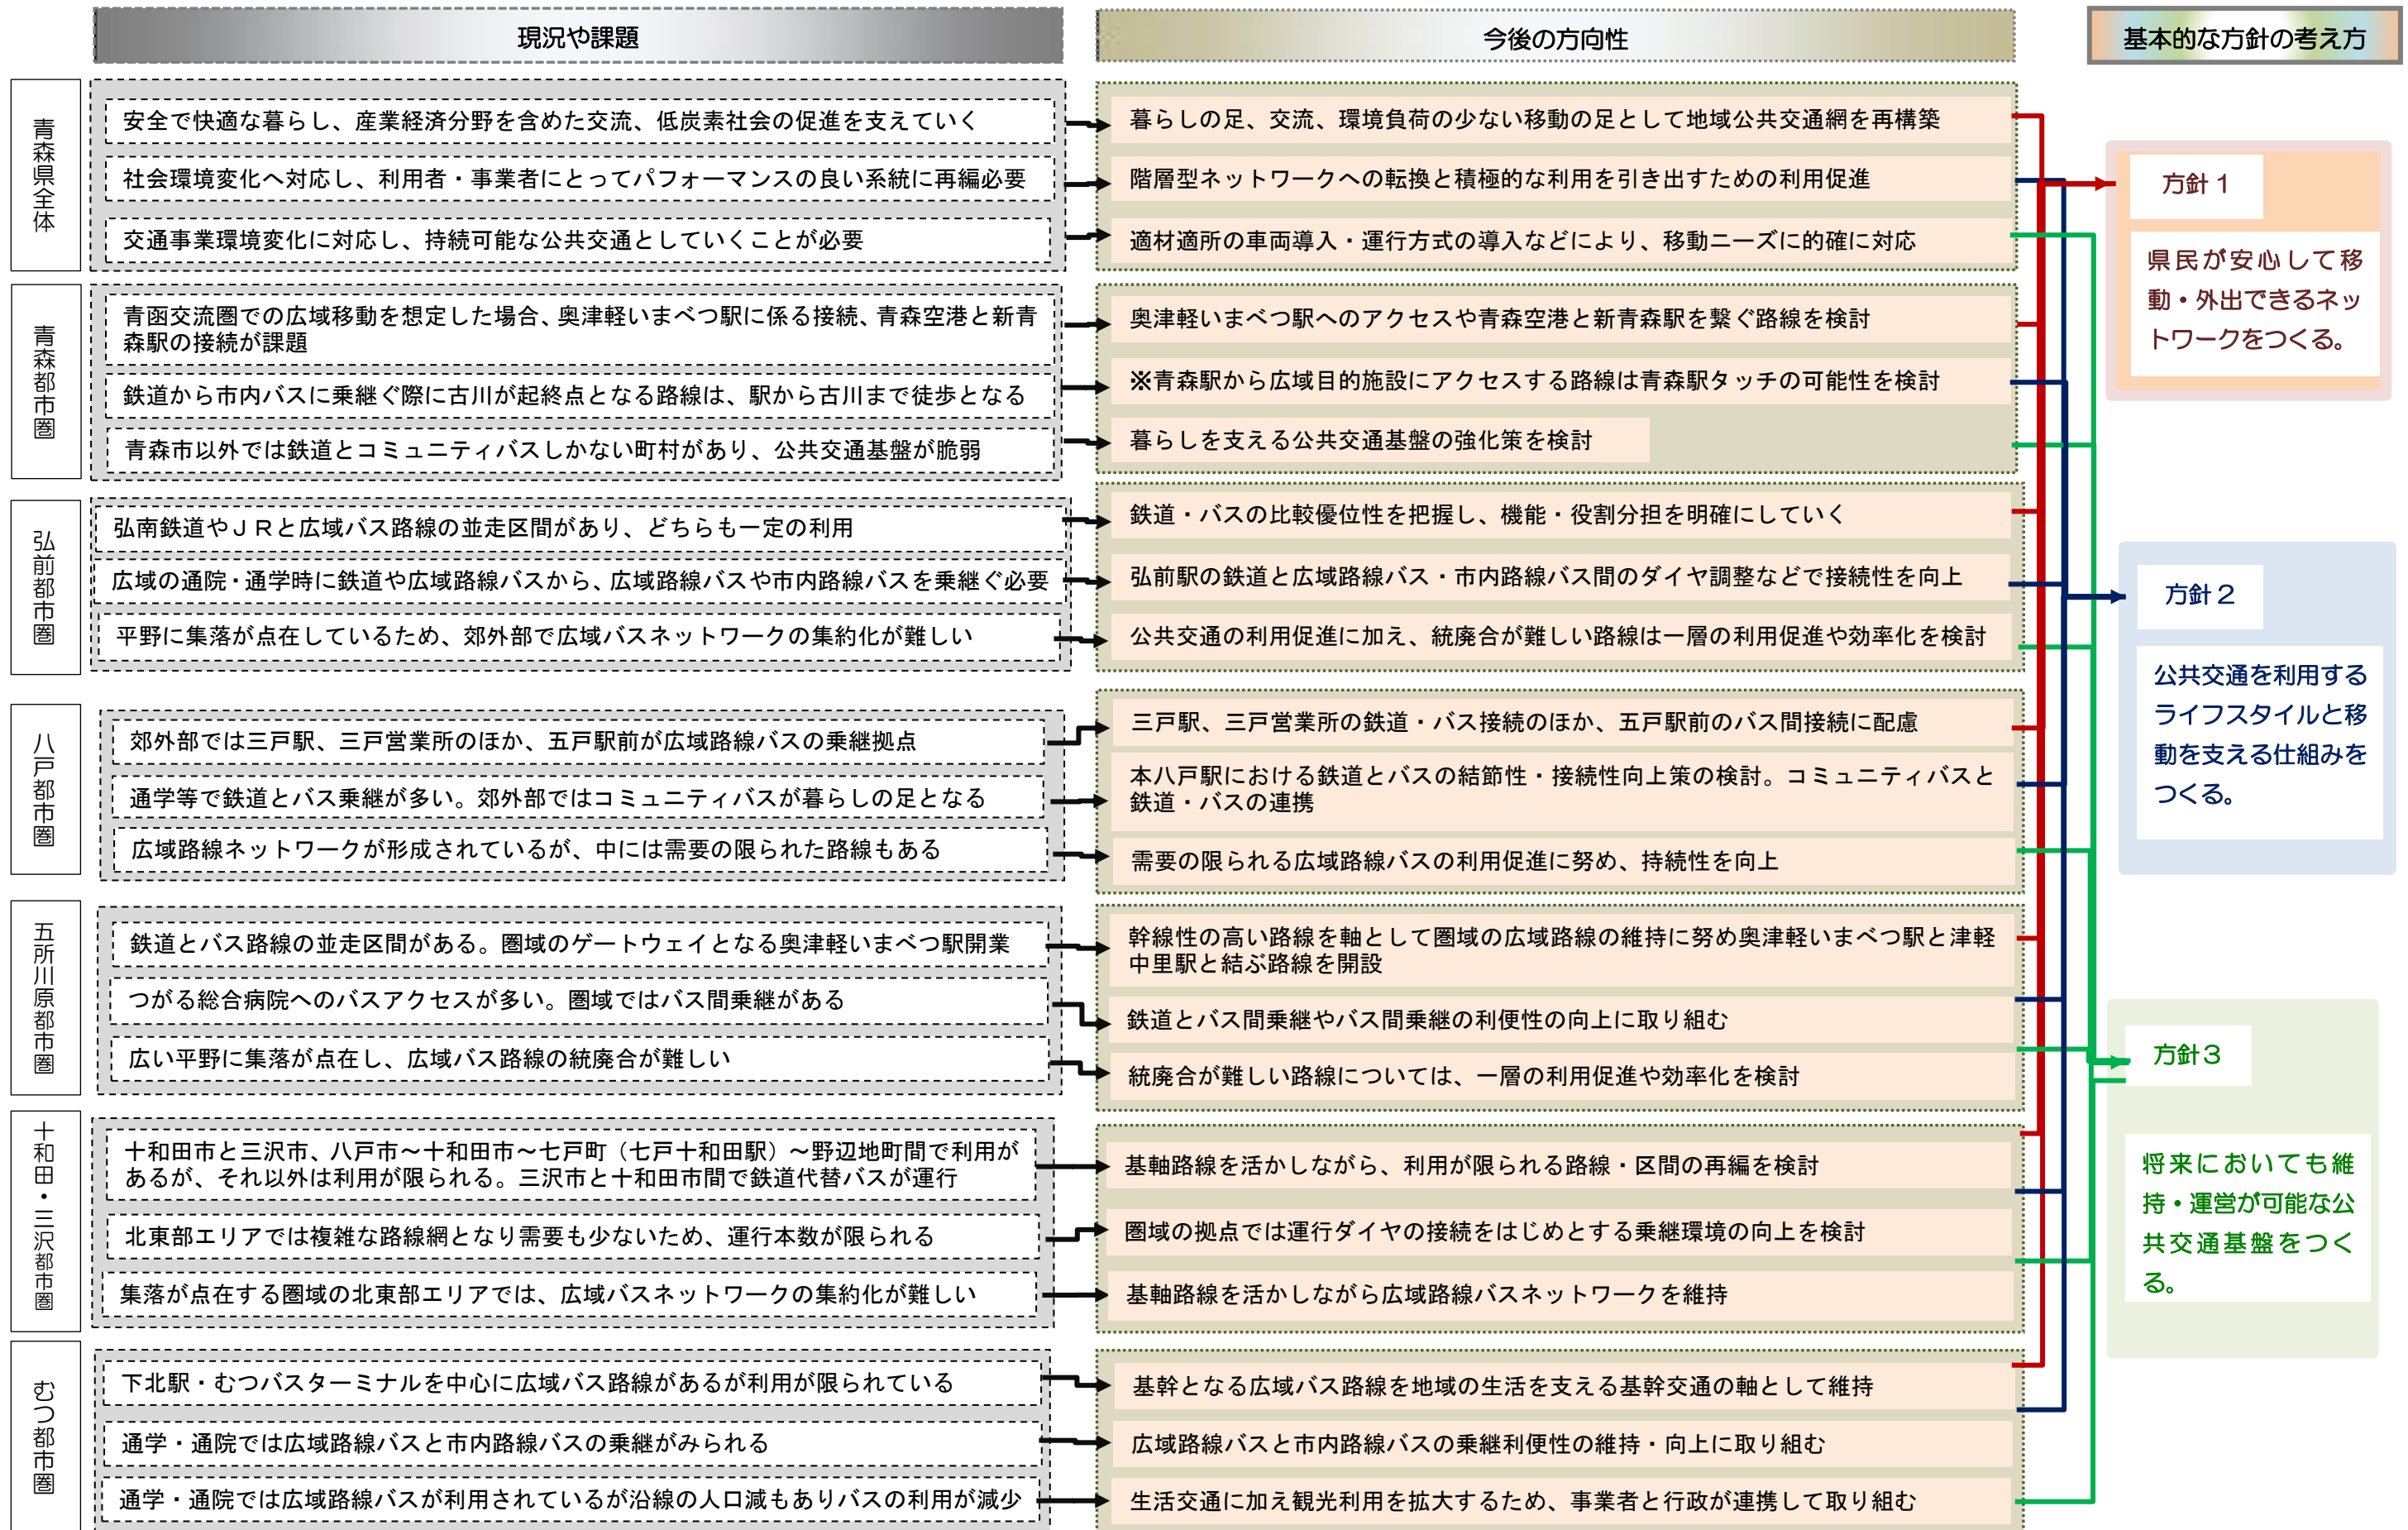 現況や課題
今後の方向性
基本的な方針の考え方
青森県全体
安全で快適な暮らし、産業経済分野を含めた交流、低炭素社会の促進を支えていく
社会環境変化へ対応し、利用者・事業者にとってパフォーマンスの良い系統に再編必要
交通事業環境変化に対応し、持続可能な公共交通としていくことが必要
暮らしの足、交流、環境負荷の少ない移動の足として地域公共交通網を再構築
階層型ネットワークへの転換と積極的な利用を引き出すための利用促進
適材適所の車両導入・運行方式の導入などにより、移動ニーズに的確に対応
青森都市圏
青函交流圏での広域移動を想定した場合、奥津軽いまべつ駅に係る接続、青森空港と新青
森駅の接続が課題
鉄道から市内バスに乗継ぐ際に古川が起終点となる路線は、駅から古川まで徒歩となる
青森市以外では鉄道とコミュニティバスしかない町村があり、公共交通基盤が脆弱
奥津軽いまべつ駅へのアクセスや青森空港と新青森駅を繋ぐ路線を検討
※青森駅から広域目的施設にアクセスする路線は青森駅タッチの可能性を検討
暮らしを支える公共交通基盤の強化策を検討
弘前都市圏
弘南鉄道やＪＲと広域バス路線の並走区間があり、どちらも一定の利用
広域の通院・通学時に鉄道や広域路線バスから、広域路線バスや市内路線バスを乗継ぐ必要
平野に集落が点在しているため、郊外部で広域バスネットワークの集約化が難しい
鉄道・バスの比較優位性を把握し、機能・役割分担を明確にしていく
弘前駅の鉄道と広域路線バス・市内路線バス間のダイヤ調整などで接続性を向上
公共交通の利用促進に加え、統廃合が難しい路線は一層の利用促進や効率化を検討
八戸都市圏
郊外部では三戸駅、三戸営業所のほか、五戸駅前が広域路線バスの乗継拠点
通学等で鉄道とバス乗継が多い。郊外部ではコミュニティバスが暮らしの足となる
広域路線ネットワークが形成されているが、中には需要の限られた路線もある
三戸駅、三戸営業所の鉄道・バス接続のほか、五戸駅前のバス間接続に配慮
本八戸駅における鉄道とバスの結節性・接続性向上策の検討。コミュニティバスと
鉄道・バスの連携
需要の限られる広域路線バスの利用促進に努め、持続性を向上
五所川原都市圏
鉄道とバス路線の並走区間がある。圏域のゲートウェイとなる奥津軽いまべつ駅開業
つがる総合病院へのバスアクセスが多い。圏域ではバス間乗継がある
広い平野に集落が点在し、広域バス路線の統廃合が難しい
幹線性の高い路線を軸として圏域の広域路線の維持に努め奥津軽いまべつ駅と津軽
中里駅と結ぶ路線を開設
鉄道とバス間乗継やバス間乗継の利便性の向上に取り組む
統廃合が難しい路線については、一層の利用促進や効率化を検討
十和田・三沢都市圏
十和田市と三沢市、八戸市～十和田市～七戸町（七戸十和田駅）～野辺地町間で利用が
あるが、それ以外は利用が限られる。三沢市と十和田市間で鉄道代替バスが運行
北東部エリアでは複雑な路線網となり需要も少ないため、運行本数が限られる
集落が点在する圏域の北東部エリアでは、広域バスネットワークの集約化が難しい
基軸路線を活かしながら、利用が限られる路線・区間の再編を検討
圏域の拠点では運行ダイヤの接続をはじめとする乗継環境の向上を検討
基軸路線を活かしながら広域路線バスネットワークを維持
むつ都市圏
下北駅・むつバスターミナルを中心に広域バス路線があるが利用が限られている
通学・通院では広域路線バスと市内路線バスの乗継がみられる
通学・通院では広域路線バスが利用されているが沿線の人口減もありバスの利用が減少
基幹となる広域バス路線を地域の生活を支える基幹交通の軸として維持
広域路線バスと市内路線バスの乗継利便性の維持・向上に取り組む
生活交通に加え観光利用を拡大するため、事業者と行政が連携して取り組む
方針１
県民が安心して移
動・外出できるネッ
トワークをつくる。
方針２
公共交通を利用する
ライフスタイルと移
動を支える仕組みを
つくる。
方針３
将来においても維
持・運営が可能な公
共交通基盤をつく
る。